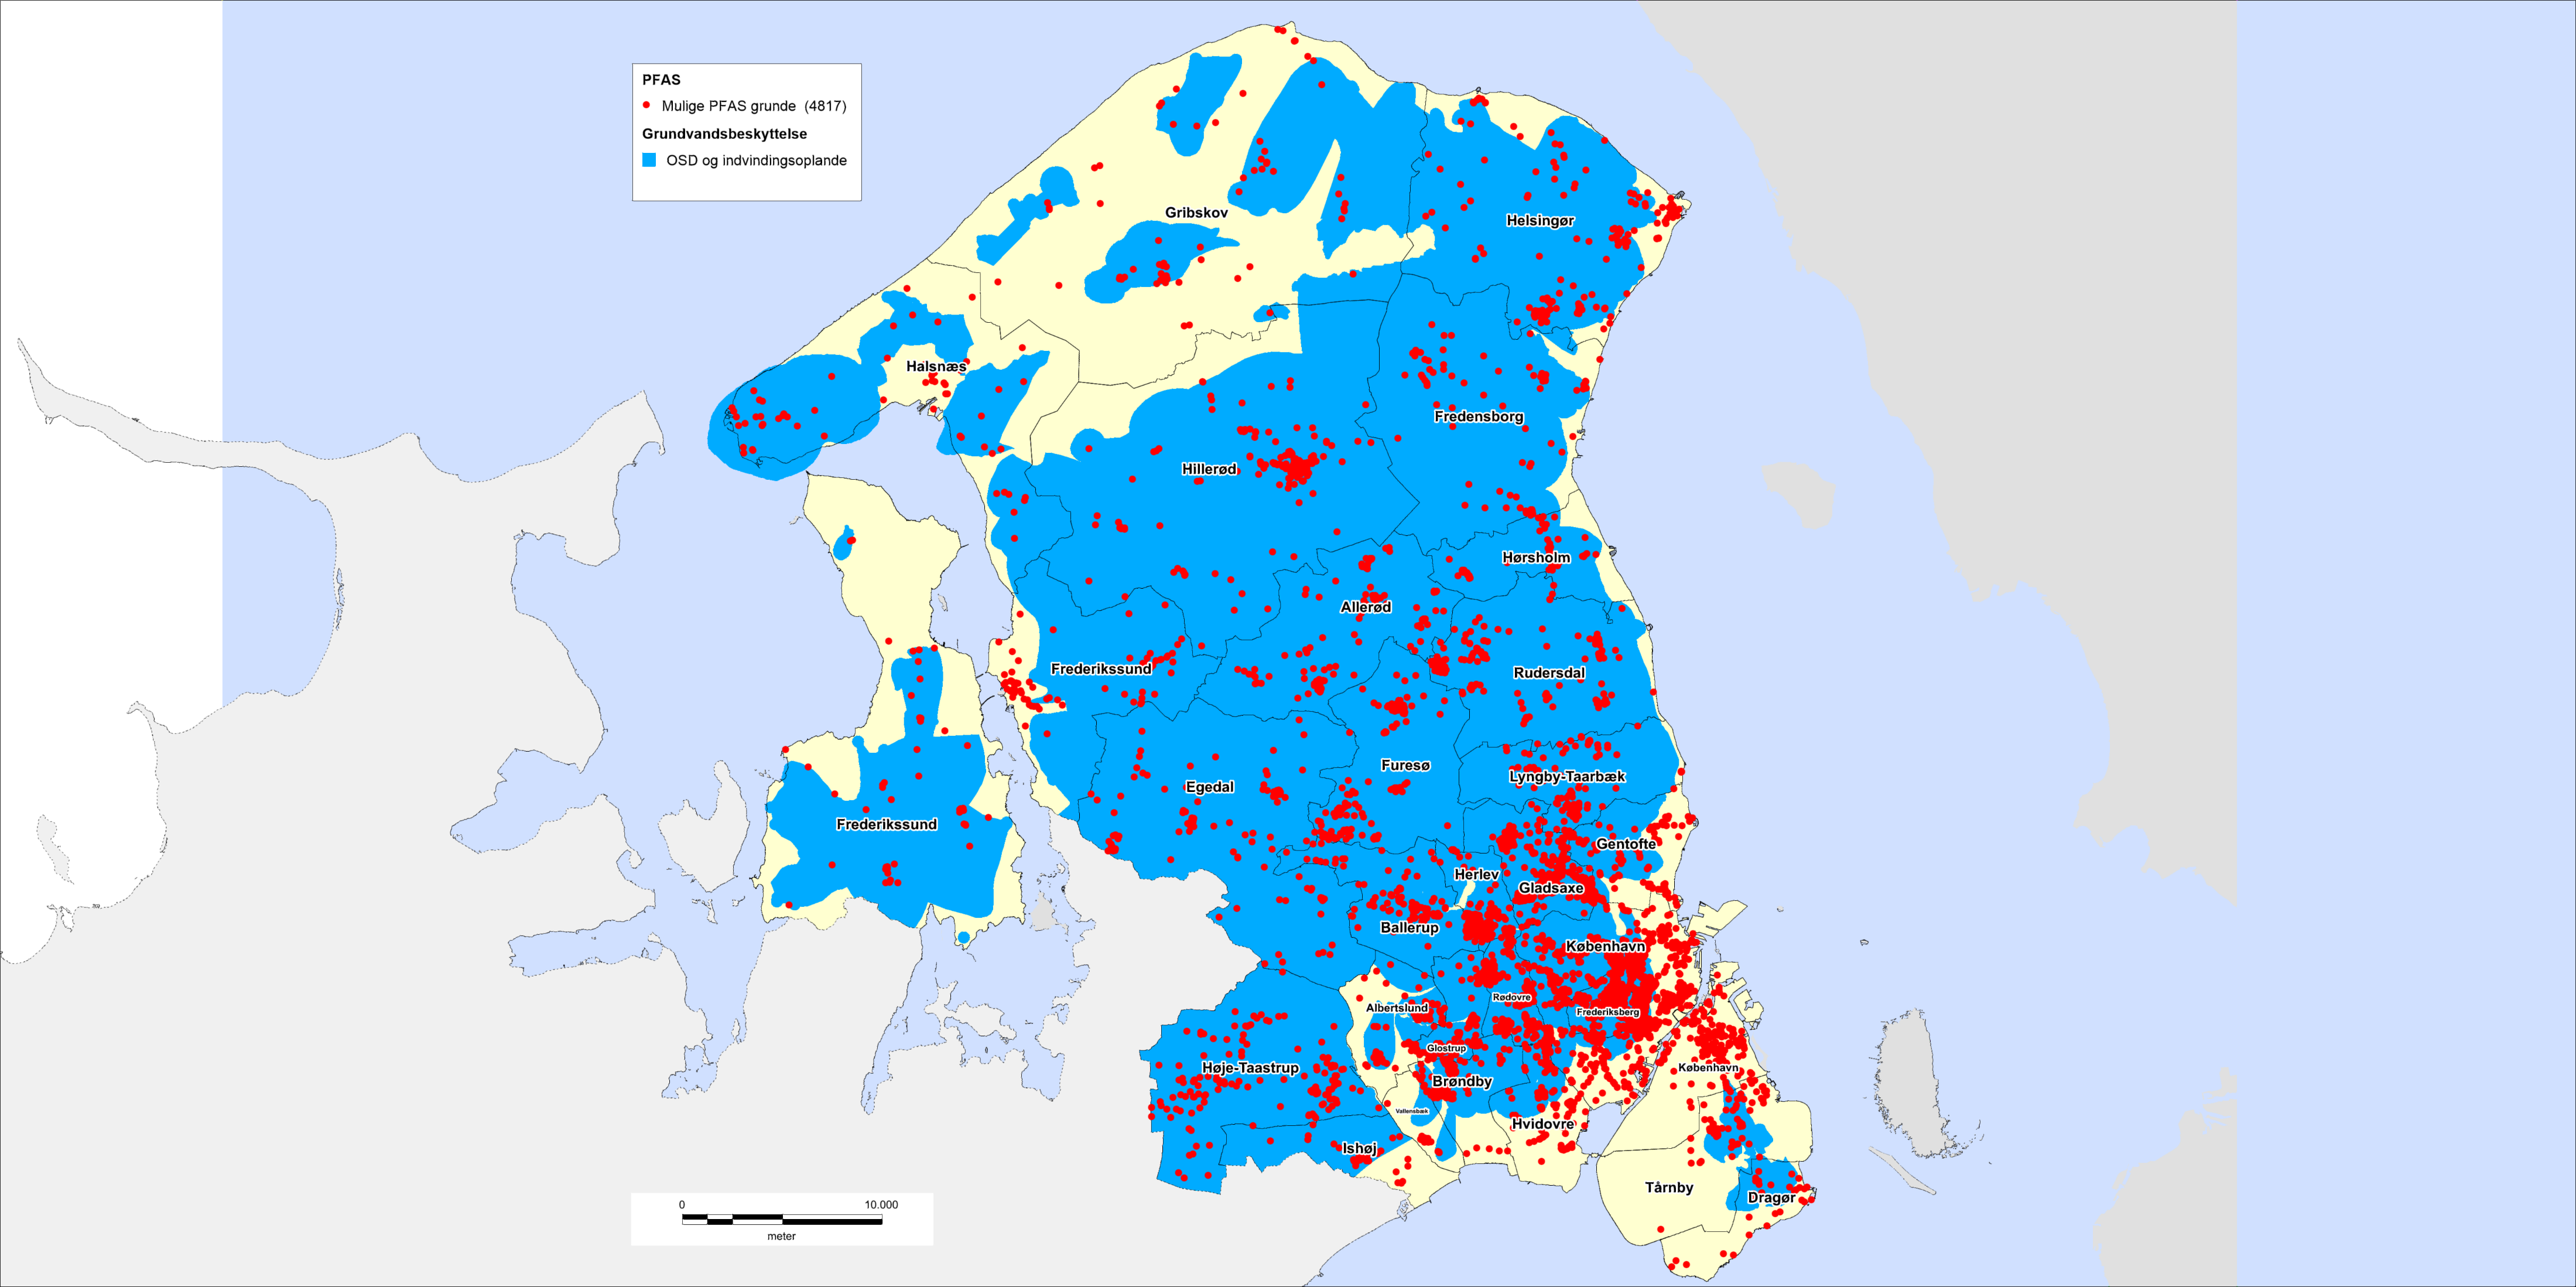 PFAS
Mulige PFAS grunde (4817)
Grundvandsbeskyttelse
OSD og indvindingsoplande
Gribskov
Helsingør
Halsnæs
Fredensborg
Hillerød
Hørsholm
Allerød
Frederikssund
Rudersdal
Furesø
Lyngby-Taarbæk
Egedal
Frederikssund
Gentofte
Herlev
Gladsaxe
Ballerup
København
Rødovre
Albertslund
Frederiksberg
Glostrup
Høje-Taastrup
København
Brøndby
Vallensbæk
Hvidovre
Ishøj
Tårnby
Dragør
0 10.000
meter